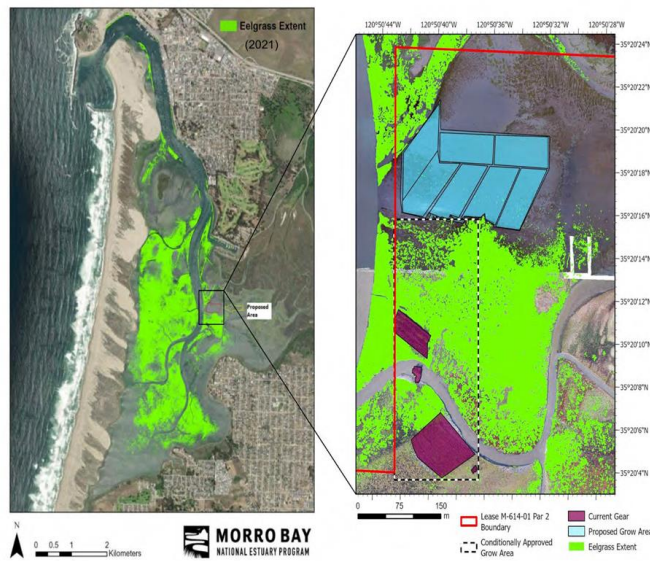 Eelgrass Extent
(2021)
Proposed
Area
N
0 0.5 1 2
Kilometers
MORRO BAY
NATIONAL ESTUARY PROGRAM
120°50'44"W 120°50'40"W 120°50'36"W 120°50'32"W 120°50'28"W
35°20'24"N
35°20'22"N
35°20'20"N
35°20'18"N
35°20'16"N
35°20'14"N
35°20'12"N
35°20'10"N
35°20'8"N
35°20'6"N
35°20'4"N
0 75 150
m
Lease M-614-01 Par 2
Boundary
Conditionally Approved
Grow Area
Current Gear
Proposed Grow Area
Eelgrass Extent